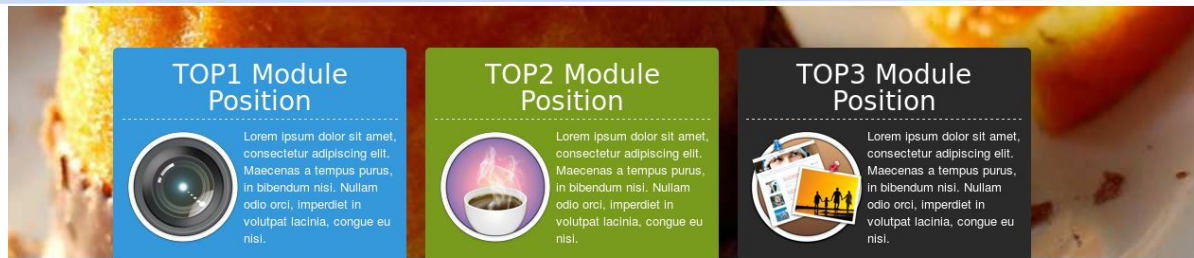 TOP1 Module
Position
Lorem ipsum dolor sit amet,
consectetur adipiscing elit.
Maecenas a tempus purus,
in bibendum nisi. Nullam
odio orci, imperdiet in
volutpat lacinia, congue eu
nisi.
TOP2 Module
Position
Lorem ipsum dolor sit amet,
consectetur adipiscing elit.
Maecenas a tempus purus,
in bibendum nisi. Nullam
odio orci, imperdiet in
volutpat lacinia, congue eu
nisi.
TOP3 Module
Position
Lorem ipsum dolor sit amet,
consectetur adipiscing elit.
Maecenas a tempus purus,
in bibendum nisi. Nullam
odio orci, imperdiet in
volutpat lacinia, congue eu
nisi.